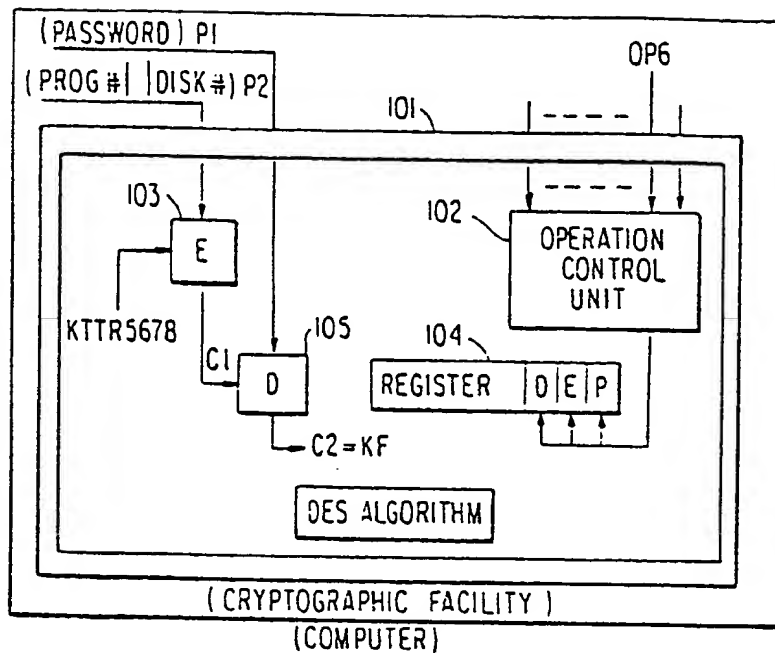 (PASSWORD) P1
(PROG #| |DISK #) P2
OP6
101
103
102
E
OPERATION
CONTROL
UNIT
KTTR5678
C1
105
D
104
REGISTER |D|E|P
C2=KF
DES ALGORITHM
(CRYPTOGRAPHIC FACILITY)
(COMPUTER)